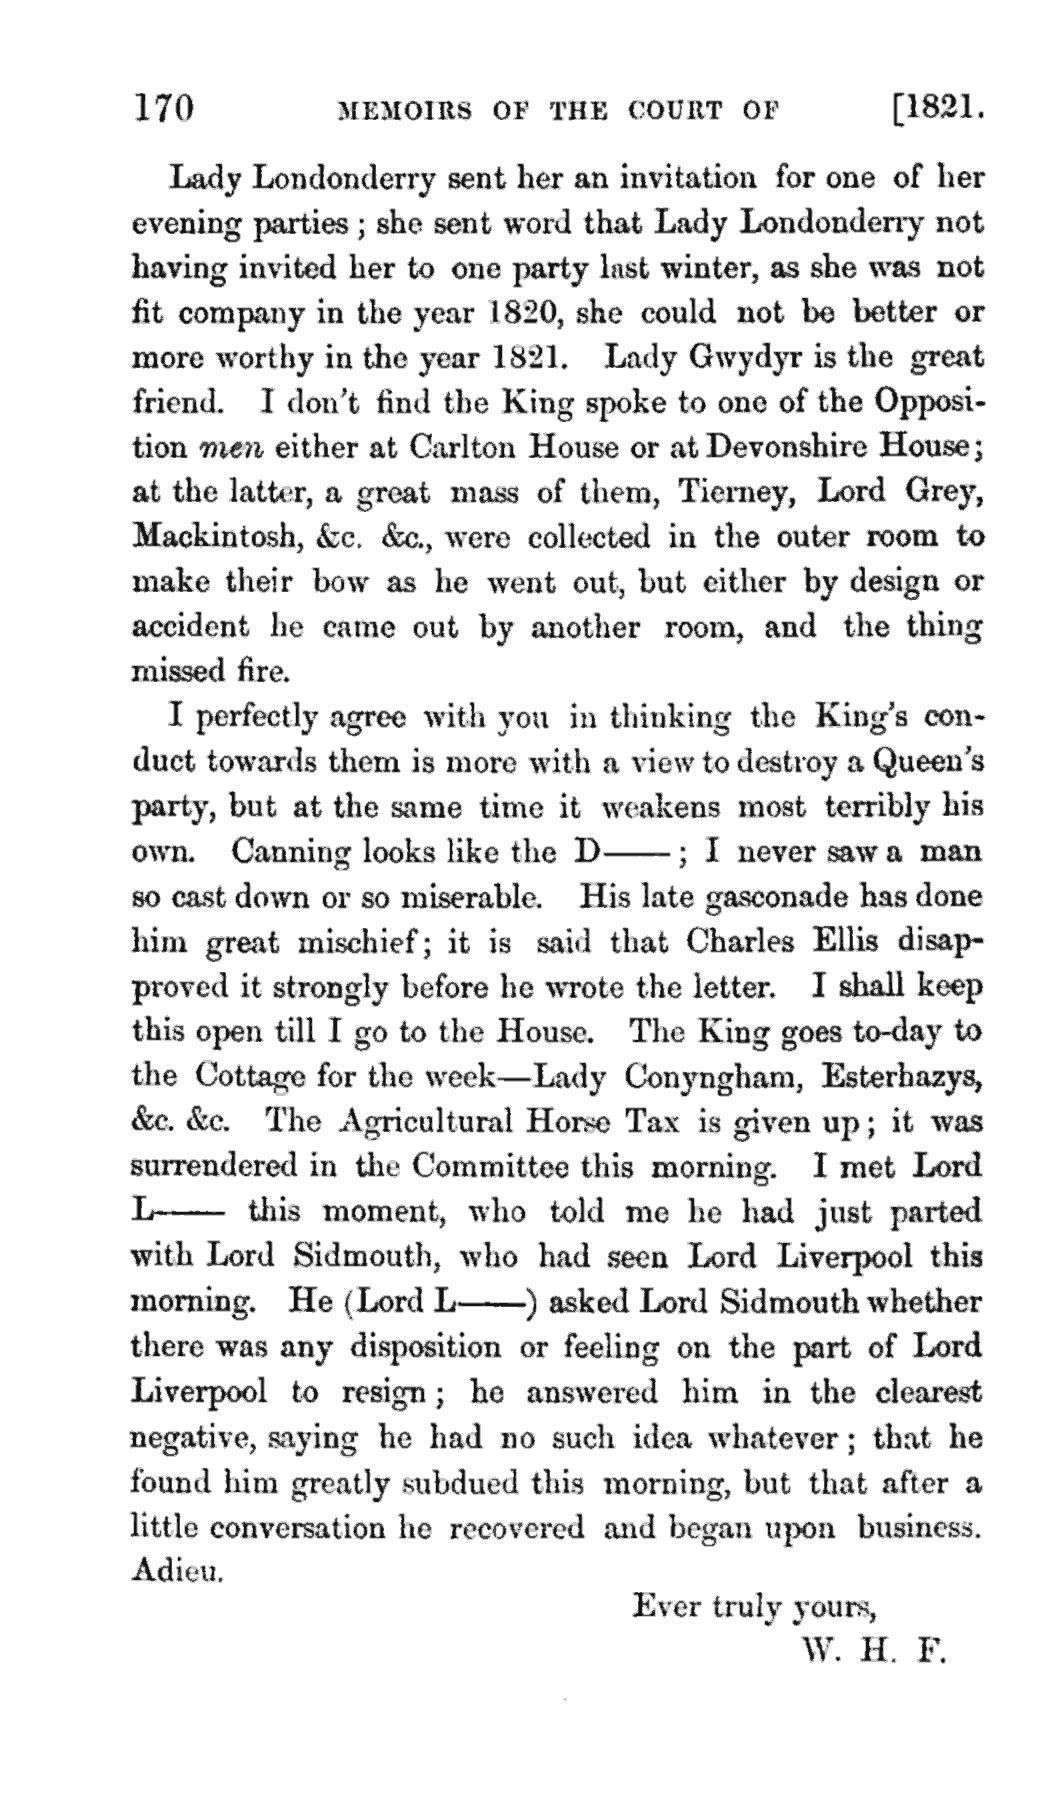 170 MEMOIRS OF THE COURT OF [1821.
Lady Londonderry sent her an invitation for one of her
evening parties ; she sent word that Lady Londonderry not
having invited her to one party last winter, as she was not
fit company in the year 1820, she could not be better or
more worthy in the year 1821. Lady Gwydyr is the great
friend. I don't find the King spoke to one of the Opposi-
tion men either at Carlton House or at Devonshire House;
at the latter, a great mass of them, Tierney, Lord Grey,
Mackintosh, &c. &c., were collected in the outer room to
make their bow as he went out, but either by design or
accident he came out by another room, and the thing
missed fire.
I perfectly agree with you in thinking the King's con-
duct towards them is more with a view to destroy a Queen's
party, but at the same time it weakens most terribly his
own. Canning looks like the D—— ; I never saw a man
so cast down or so miserable. His late gasconade has done
him great mischief; it is said that Charles Ellis disap-
proved it strongly before he wrote the letter. I shall keep
this open till I go to the House. The King goes to-day to
the Cottage for the week—Lady Conyngham, Esterhazys,
&c. &c. The Agricultural Horse Tax is given up ; it was
surrendered in the Committee this morning. I met Lord
L—— this moment, who told me he had just parted
with Lord Sidmouth, who had seen Lord Liverpool this
morning. He (Lord L——) asked Lord Sidmouth whether
there was any disposition or feeling on the part of Lord
Liverpool to resign ; he answered him in the clearest
negative, saying he had no such idea whatever ; that he
found him greatly subdued this morning, but that after a
little conversation he recovered and began upon business.
Adieu.
Ever truly yours,
W. H. F.